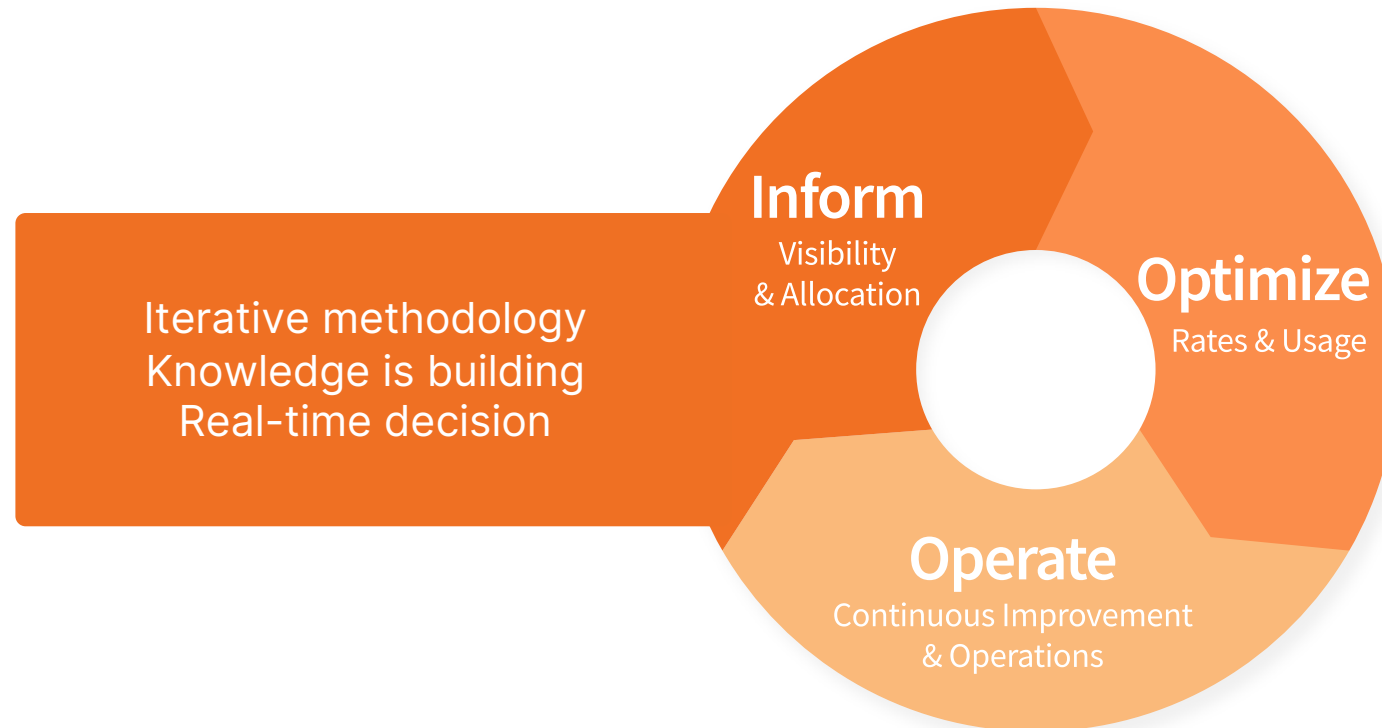 Iterative methodology
Knowledge is building
Real-time decision
Inform
Visibility
& Allocation
Optimize
Rates & Usage
Operate
Continuous Improvement
& Operations